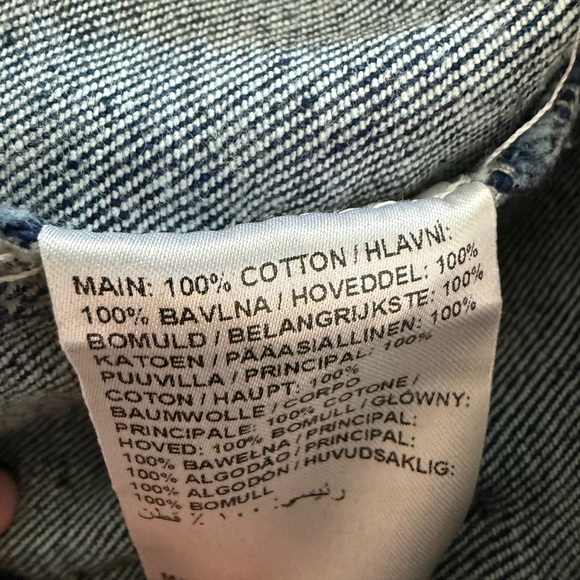 MAIN: 100% COTTON / HLAVNÍ:
100% BAVLNA / HOVEDDEL: 100%
BOMULD / BELANGRIJKSTE: 100%
KATOEN / PÄÄASIALLINEN: 100%
PUUVILLA / PRINCIPAL: 100%
COTON / HAUPT: 100%
BAUMWOLLE / CORPO
PRINCIPALE: 100% COTONE /
HOVED: 100% BOMULL / GŁÓWNY:
100% BAWEŁNA / PRINCIPAL:
100% ALGODÃO / PRINCIPAL:
100% ALGODÓN / HUVUDSAKLIG:
100% BOMULL
رئيسي: ١٠٠ ٪ قطن